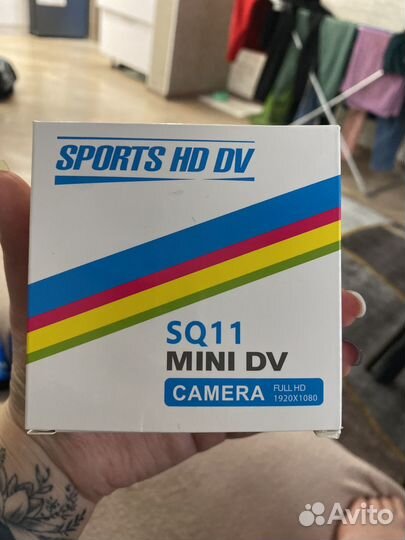 SPORTS HD DV
SQ11
MINI DV
CAMERA
FULL HD
1920X1080
Avito